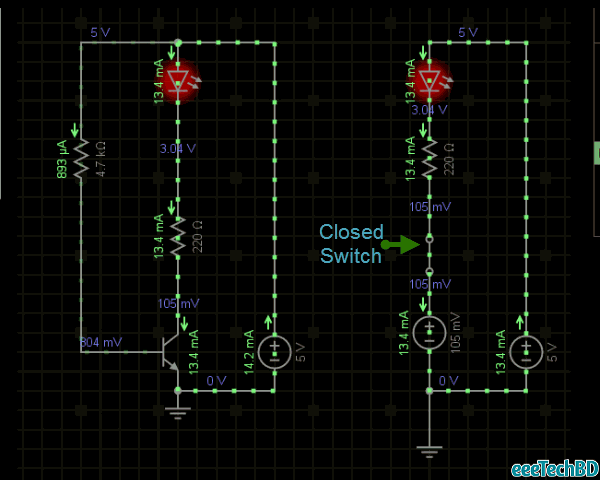 5 V
13.4 mA
893 µA
4.7 kΩ
3.04 V
13.4 mA
220 Ω
105 mV
804 mV
13.4 mA
14.2 mA
5 V
0 V
5 V
13.4 mA
3.04 V
13.4 mA
220 Ω
105 mV
Closed
Switch
105 mV
13.4 mA
105 mV
13.4 mA
5 V
0 V
eeeTechBD